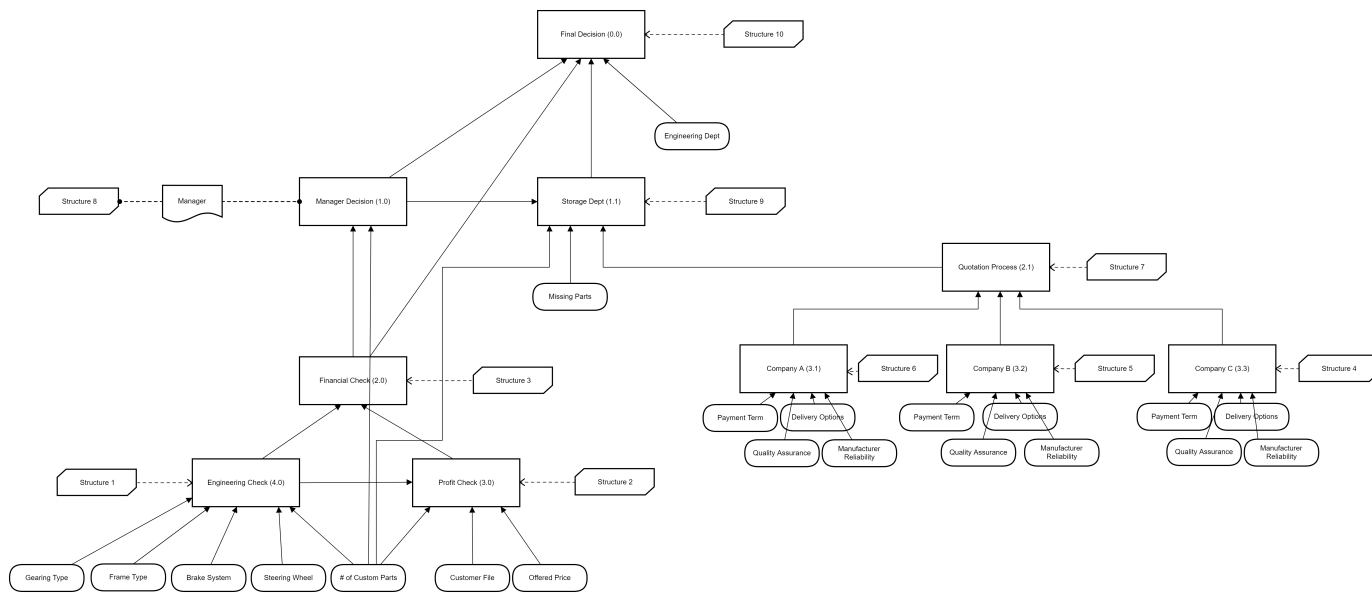 Final Decision (0.0)
Structure 10
Engineering Dept
Structure 8
Manager
Manager Decision (1.0)
Storage Dept (1.1)
Structure 9
Quotation Process (2.1)
Structure 7
Missing Parts
Financial Check (2.0)
Structure 3
Company A (3.1)
Structure 6
Company B (3.2)
Structure 5
Company C (3.3)
Structure 4
Payment Term
Delivery Options
Payment Term
Delivery Options
Payment Term
Delivery Options
Quality Assurance
Manufacturer
Reliability
Quality Assurance
Manufacturer
Reliability
Quality Assurance
Manufacturer
Reliability
Structure 1
Engineering Check (4.0)
Profit Check (3.0)
Structure 2
Gearing Type
Frame Type
Brake System
Steering Wheel
# of Custom Parts
Customer File
Offered Price